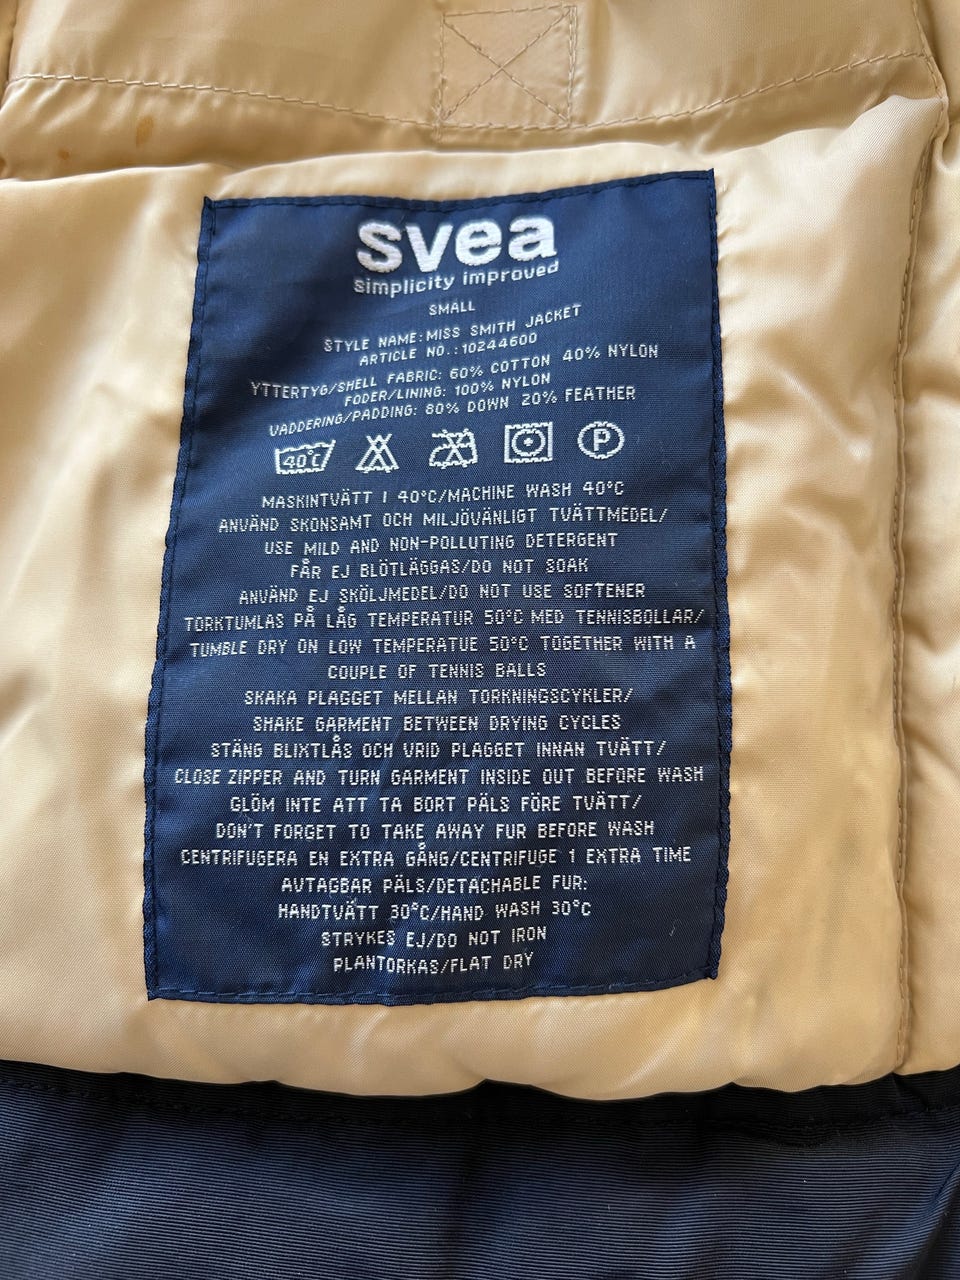 svea
simplicity improved
SMALL
STYLE NAME:MISS SMITH JACKET
ARTICLE NO.:10244600
YTTERTYG/SHELL FABRIC: 60% COTTON 40% NYLON
FODER/LINING: 100% NYLON
VADDERING/PADDING: 80% DOWN 20% FEATHER
40°C P
MASKINTVÄTT I 40°C/MACHINE WASH 40°C
ANVÄND SKONSAMT OCH MILJÖVÄNLIGT TVÄTTMEDEL/
USE MILD AND NON-POLLUTING DETERGENT
FÅR EJ BLÖTLÄGGAS/DO NOT SOAK
ANVÄND EJ SKÖLJMEDEL/DO NOT USE SOFTENER
TORKTUMLAS PÅ LÅG TEMPERATUR 50°C MED TENNISBOLLAR/
TUMBLE DRY ON LOW TEMPERATUE 50°C TOGETHER WITH A
COUPLE OF TENNIS BALLS
SKAKA PLAGGET MELLAN TORKNINGSCYKLER/
SHAKE GARMENT BETWEEN DRYING CYCLES
STÄNG BLIXTLÅS OCH VRID PLAGGET INNAN TVÄTT/
CLOSE ZIPPER AND TURN GARMENT INSIDE OUT BEFORE WASH
GLÖM INTE ATT TA BORT PÄLS FÖRE TVÄTT/
DON'T FORGET TO TAKE AWAY FUR BEFORE WASH
CENTRIFUGERA EN EXTRA GÅNG/CENTRIFUGE 1 EXTRA TIME
AVTAGBAR PÄLS/DETACHABLE FUR:
HANDTVÄTT 30°C/HAND WASH 30°C
STRYKES EJ/DO NOT IRON
PLANTORKAS/FLAT DRY